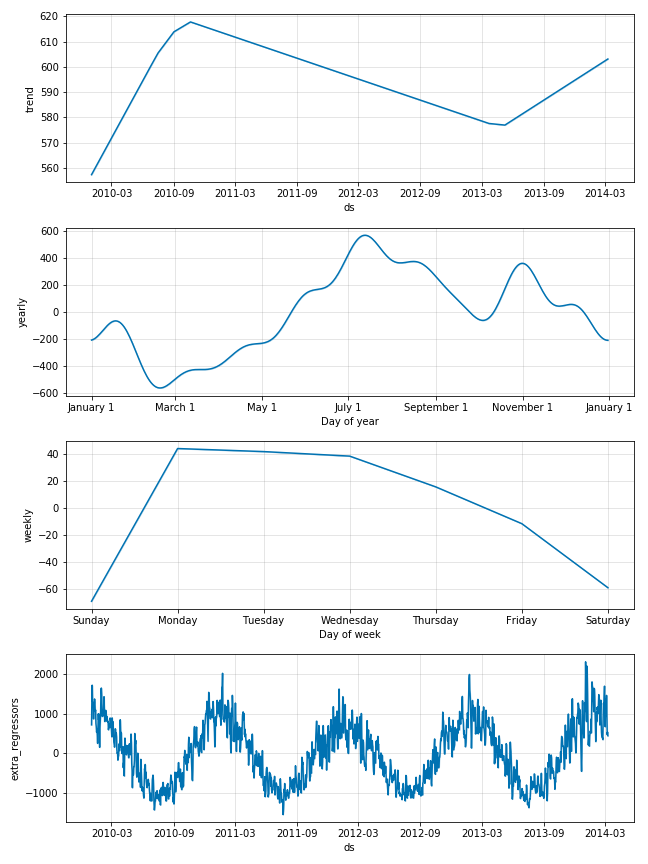 620
610
600
590
580
570
560
trend
2010-03 2010-09 2011-03 2011-09 2012-03 2012-09 2013-03 2013-09 2014-03
ds
600
400
200
0
−200
−400
−600
yearly
January 1 March 1 May 1 July 1 September 1 November 1 January 1
Day of year
40
20
0
−20
−40
−60
weekly
Sunday Monday Tuesday Wednesday Thursday Friday Saturday
Day of week
2000
1000
0
−1000
extra_regressors
2010-03 2010-09 2011-03 2011-09 2012-03 2012-09 2013-03 2013-09 2014-03
ds